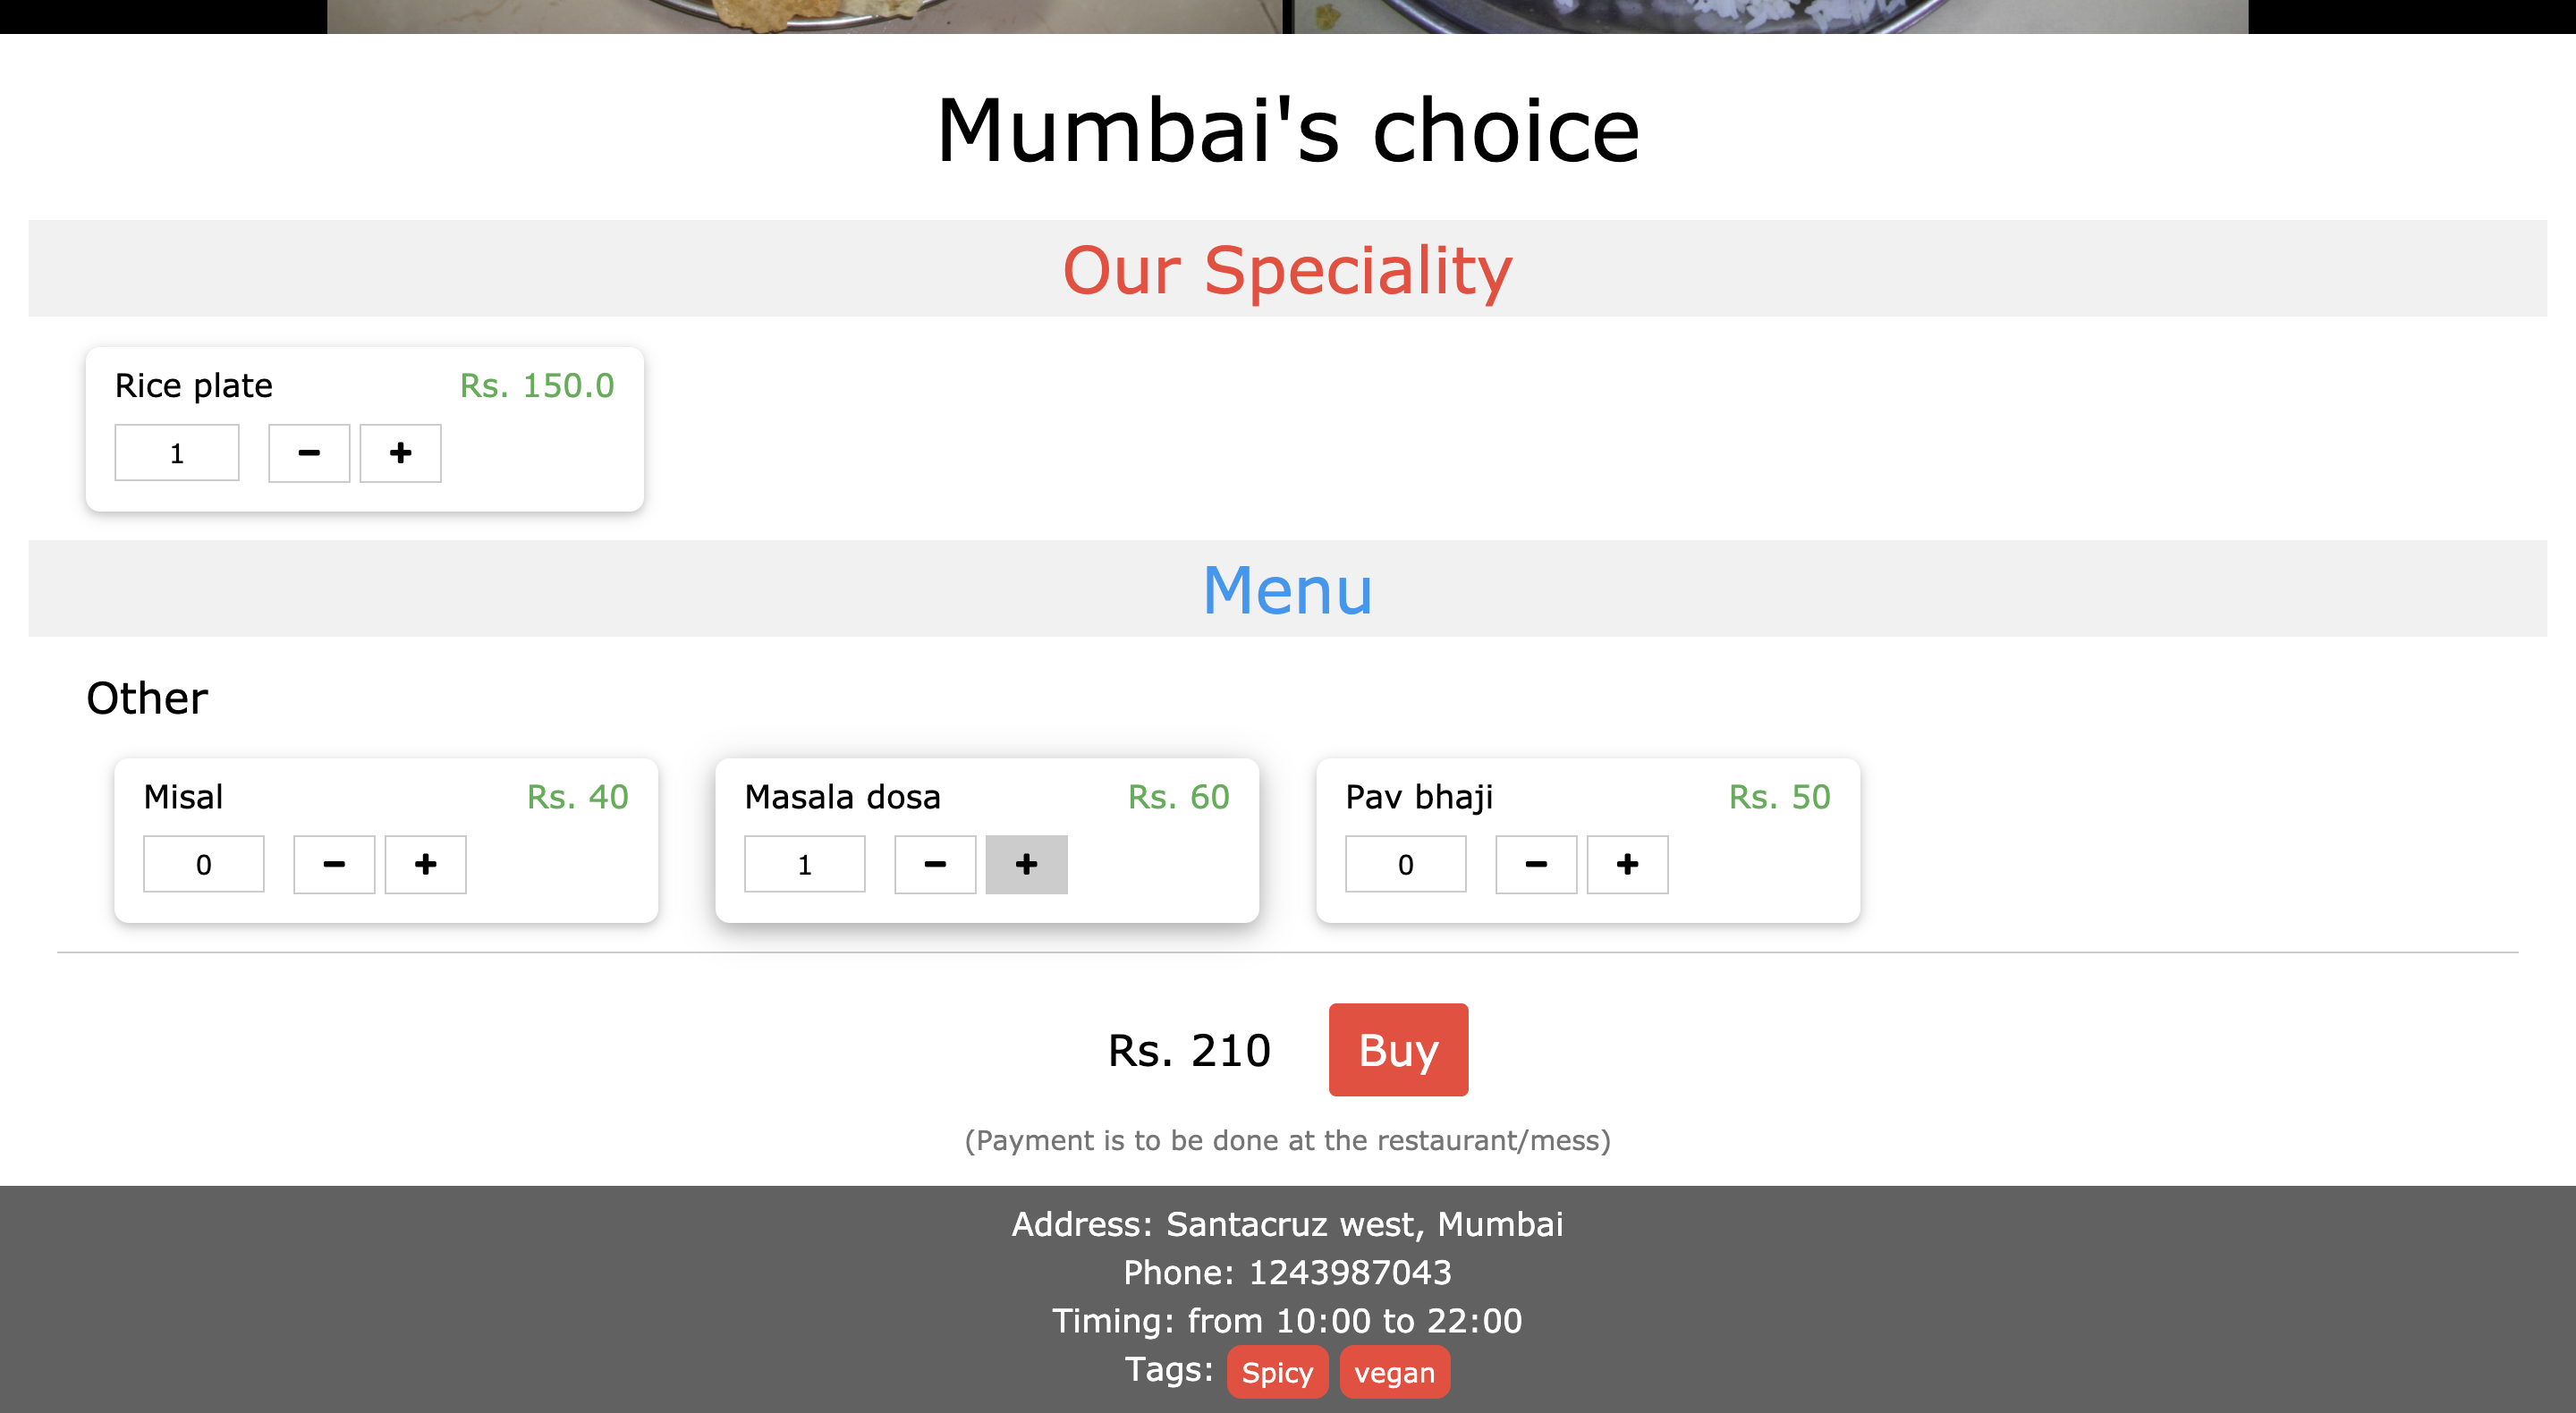 Mumbai's choice
Our Speciality
Rice plate Rs. 150.0
1 − +
Menu
Other
Misal Rs. 40
0 − +
Masala dosa Rs. 60
1 − +
Pav bhaji Rs. 50
0 − +
Rs. 210 Buy
(Payment is to be done at the restaurant/mess)
Address: Santacruz west, Mumbai
Phone: 1243987043
Timing: from 10:00 to 22:00
Tags: Spicy vegan